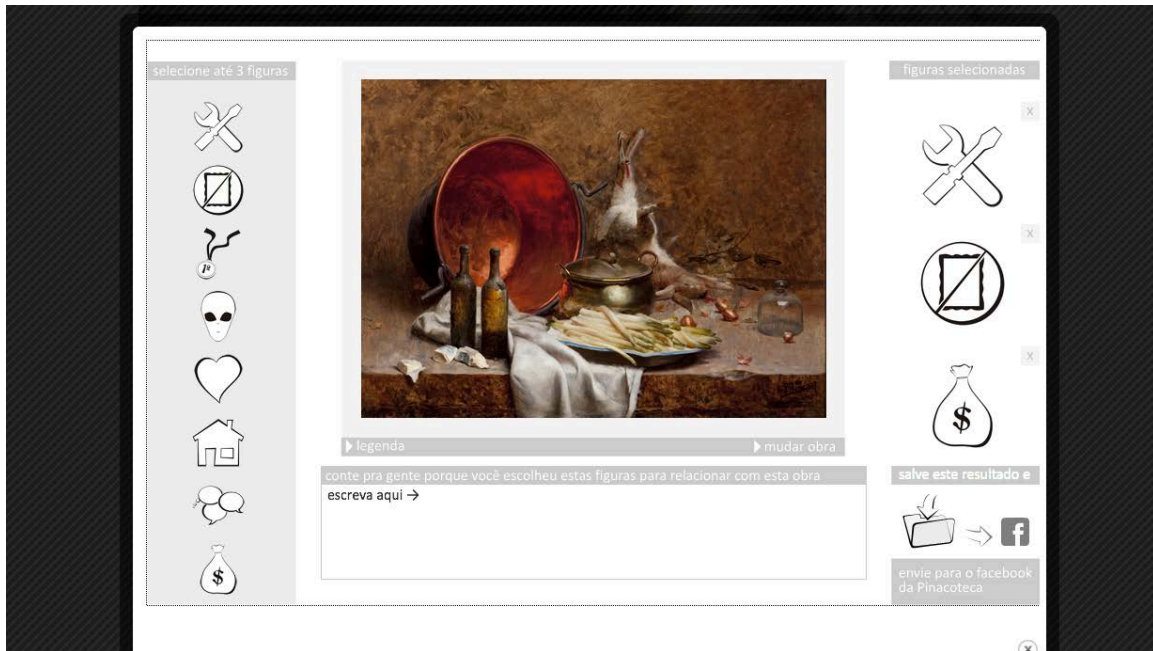 selecione até 3 figuras
figuras selecionadas
x
x
1º
x
$
legenda
mudar obra
conte pra gente porque você escolheu estas figuras para relacionar com esta obra
salve este resultado e
escreva aqui →
f
$
envie para o facebook
da Pinacoteca
x